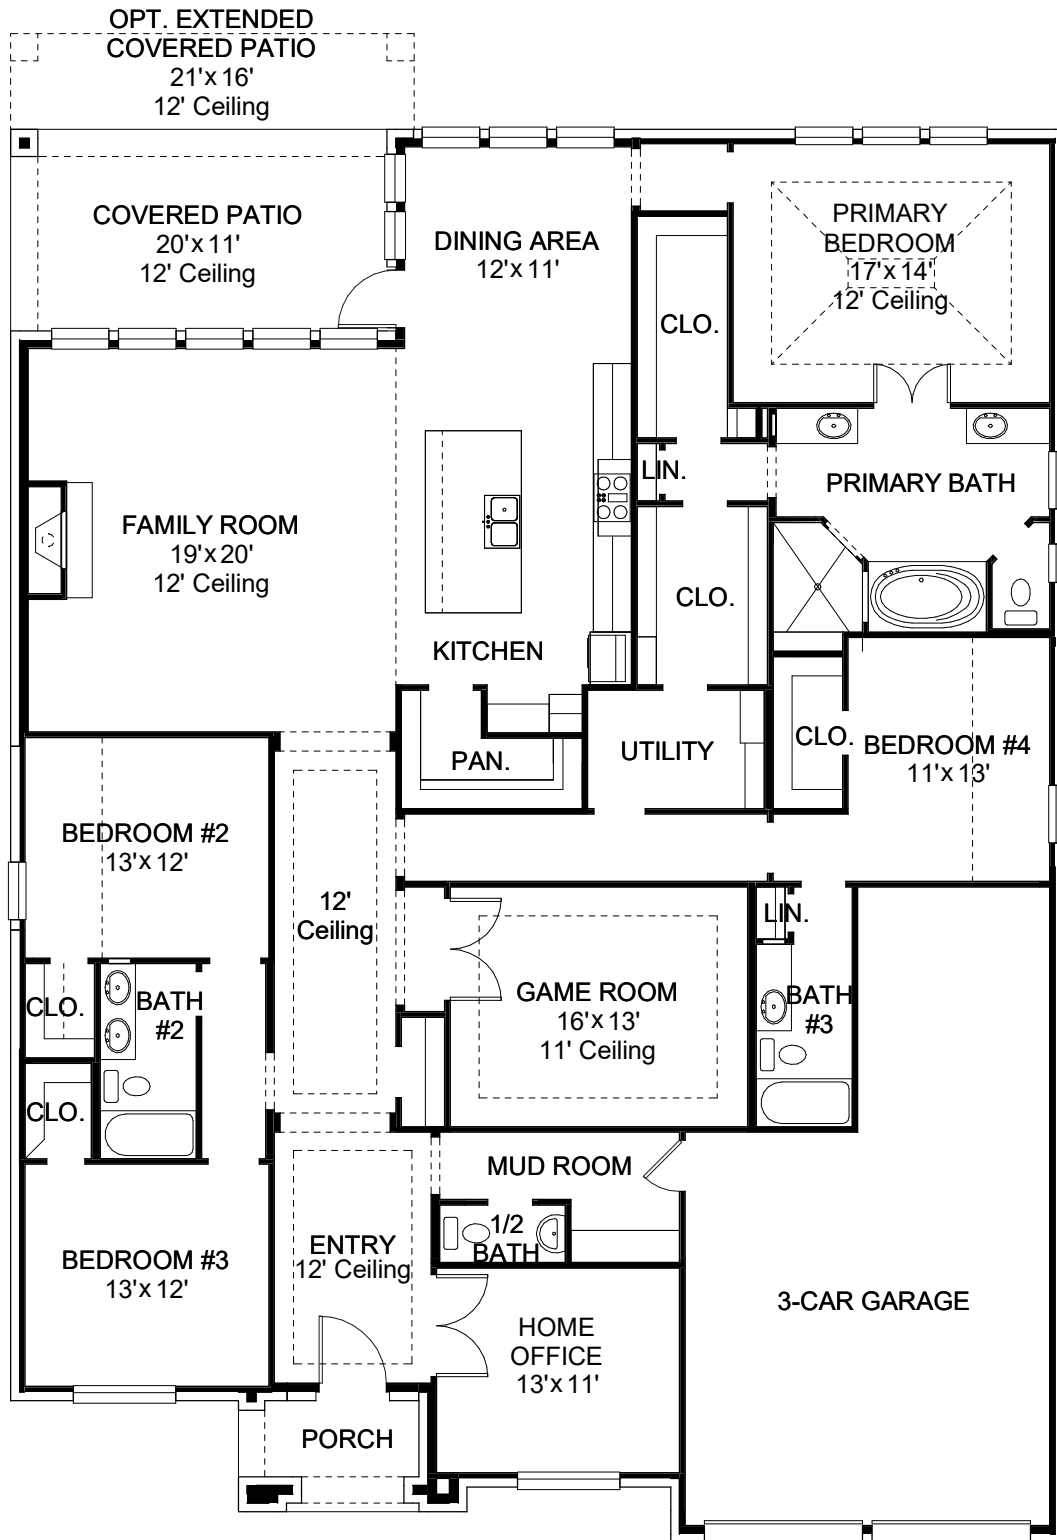 OPT. EXTENDED
COVERED PATIO
21'x 16'
12' Ceiling
COVERED PATIO
20'x 11'
12' Ceiling
DINING AREA
12'x 11'
PRIMARY
BEDROOM
17'x 14'
12' Ceiling
CLO.
LIN.
PRIMARY BATH
FAMILY ROOM
19'x 20'
12' Ceiling
CLO.
KITCHEN
PAN.
UTILITY
CLO.
BEDROOM #4
11'x 13'
BEDROOM #2
13'x 12'
12'
Ceiling
LIN.
GAME ROOM
16'x 13'
11' Ceiling
BATH
#3
CLO.
BATH
#2
CLO.
MUD ROOM
1/2
BATH
ENTRY
12' Ceiling
BEDROOM #3
13'x 12'
3-CAR GARAGE
HOME
OFFICE
13'x 11'
PORCH